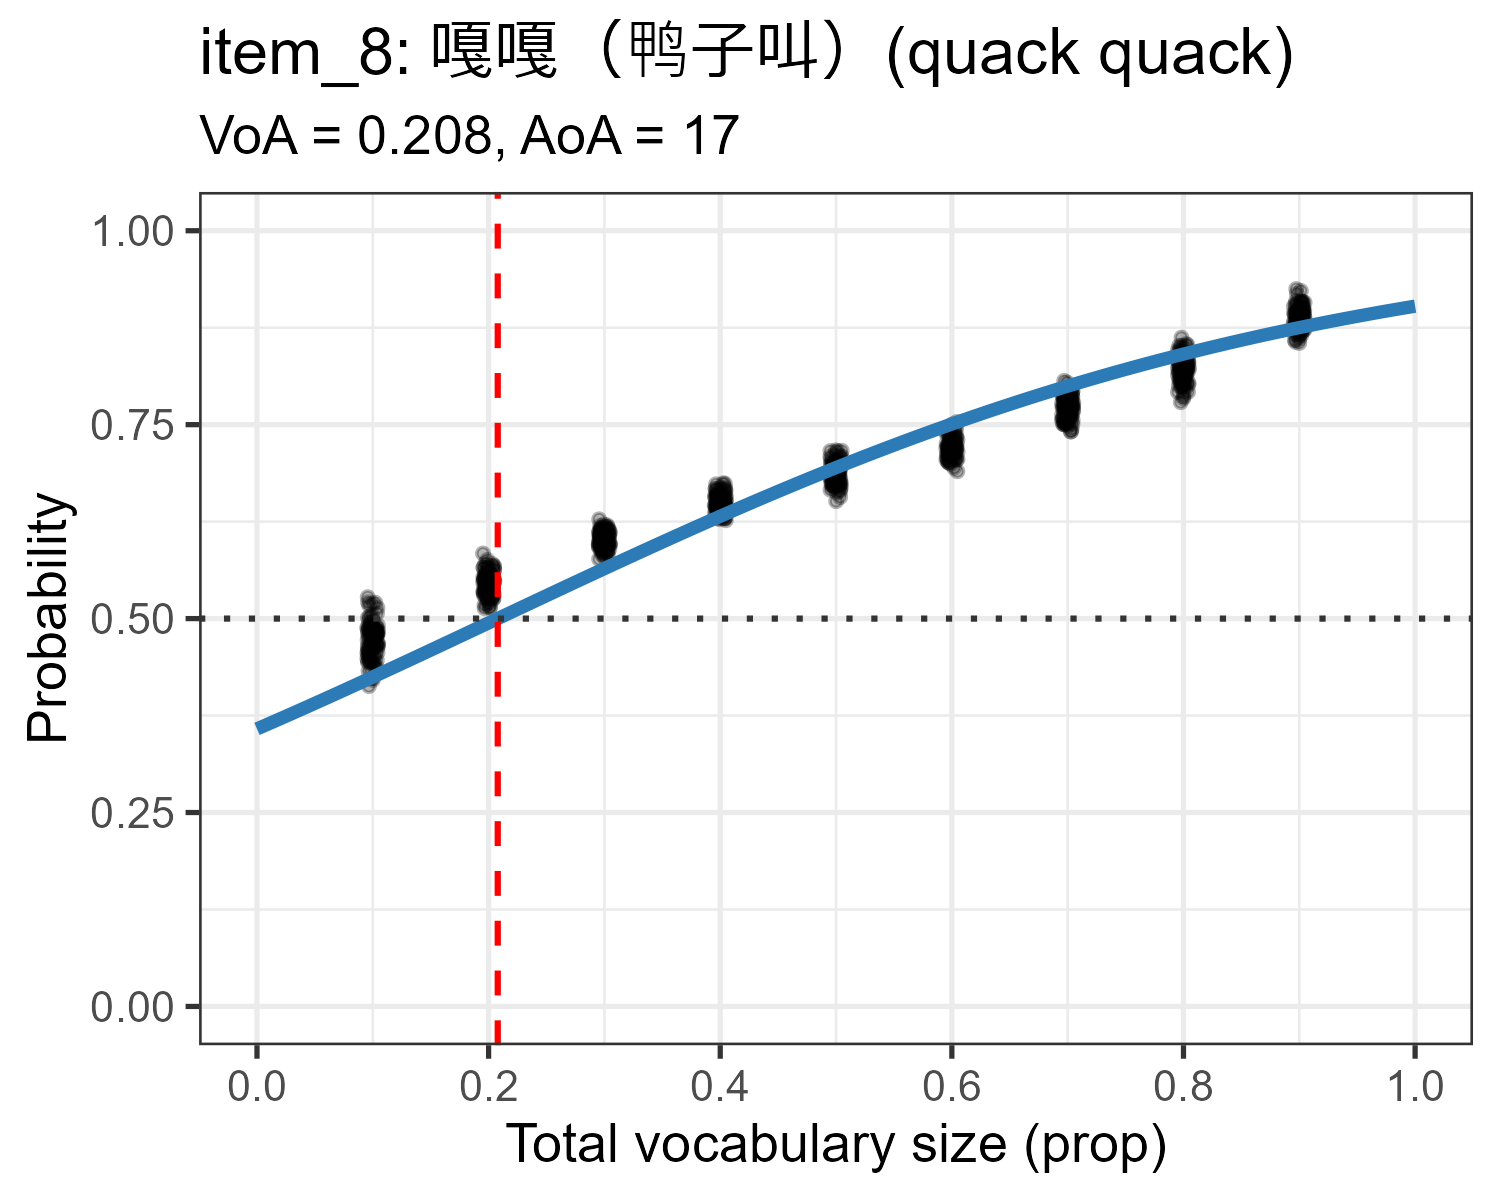 item_8: 嘎嘎（鸭子叫）(quack quack)
VoA = 0.208, AoA = 17
Probability
1.00
0.75
0.50
0.25
0.00
0.0 0.2 0.4 0.6 0.8 1.0
Total vocabulary size (prop)